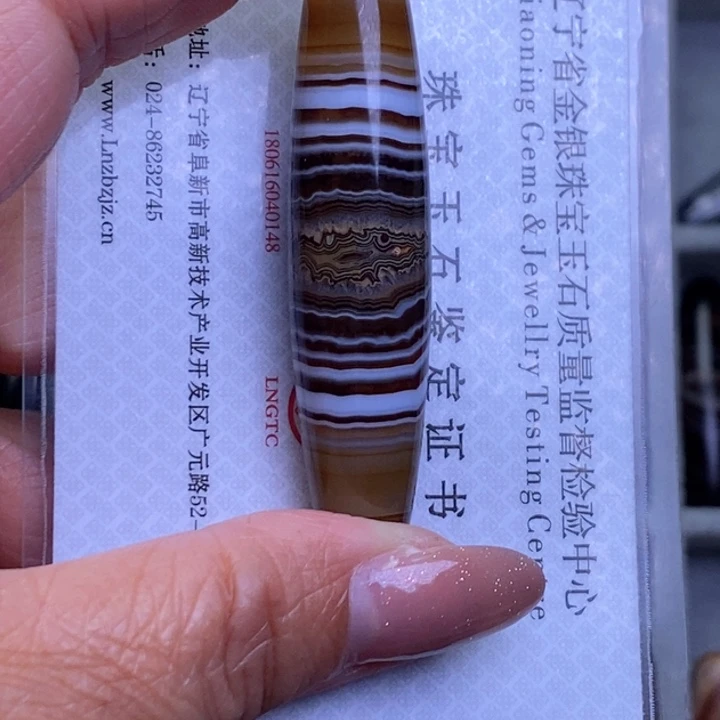 辽宁省金银珠宝玉石质量监督检验中心
iaoning Gems & Jewellry Testing Cen
珠宝玉石鉴定证书
180616040148
LNGTC
地址：辽宁省阜新市高新技术产业开发区广元路52-
话：024-86232745
www.Lnzbzjz.cn